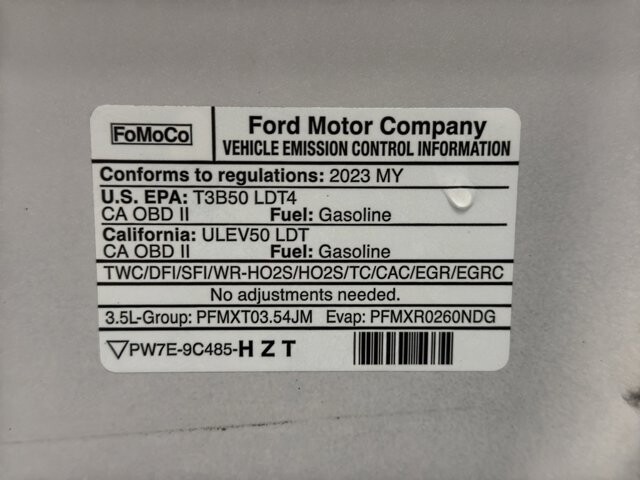 FoMoCo
Ford Motor Company
VEHICLE EMISSION CONTROL INFORMATION
Conforms to regulations: 2023 MY
U.S. EPA: T3B50 LDT4
CA OBD II Fuel: Gasoline
California: ULEV50 LDT
CA OBD II Fuel: Gasoline
TWC/DFI/SFI/WR-HO2S/HO2S/TC/CAC/EGR/EGRC
No adjustments needed.
3.5L-Group: PFMXT03.54JM Evap: PFMXR0260NDG
PW7E-9C485-HZT